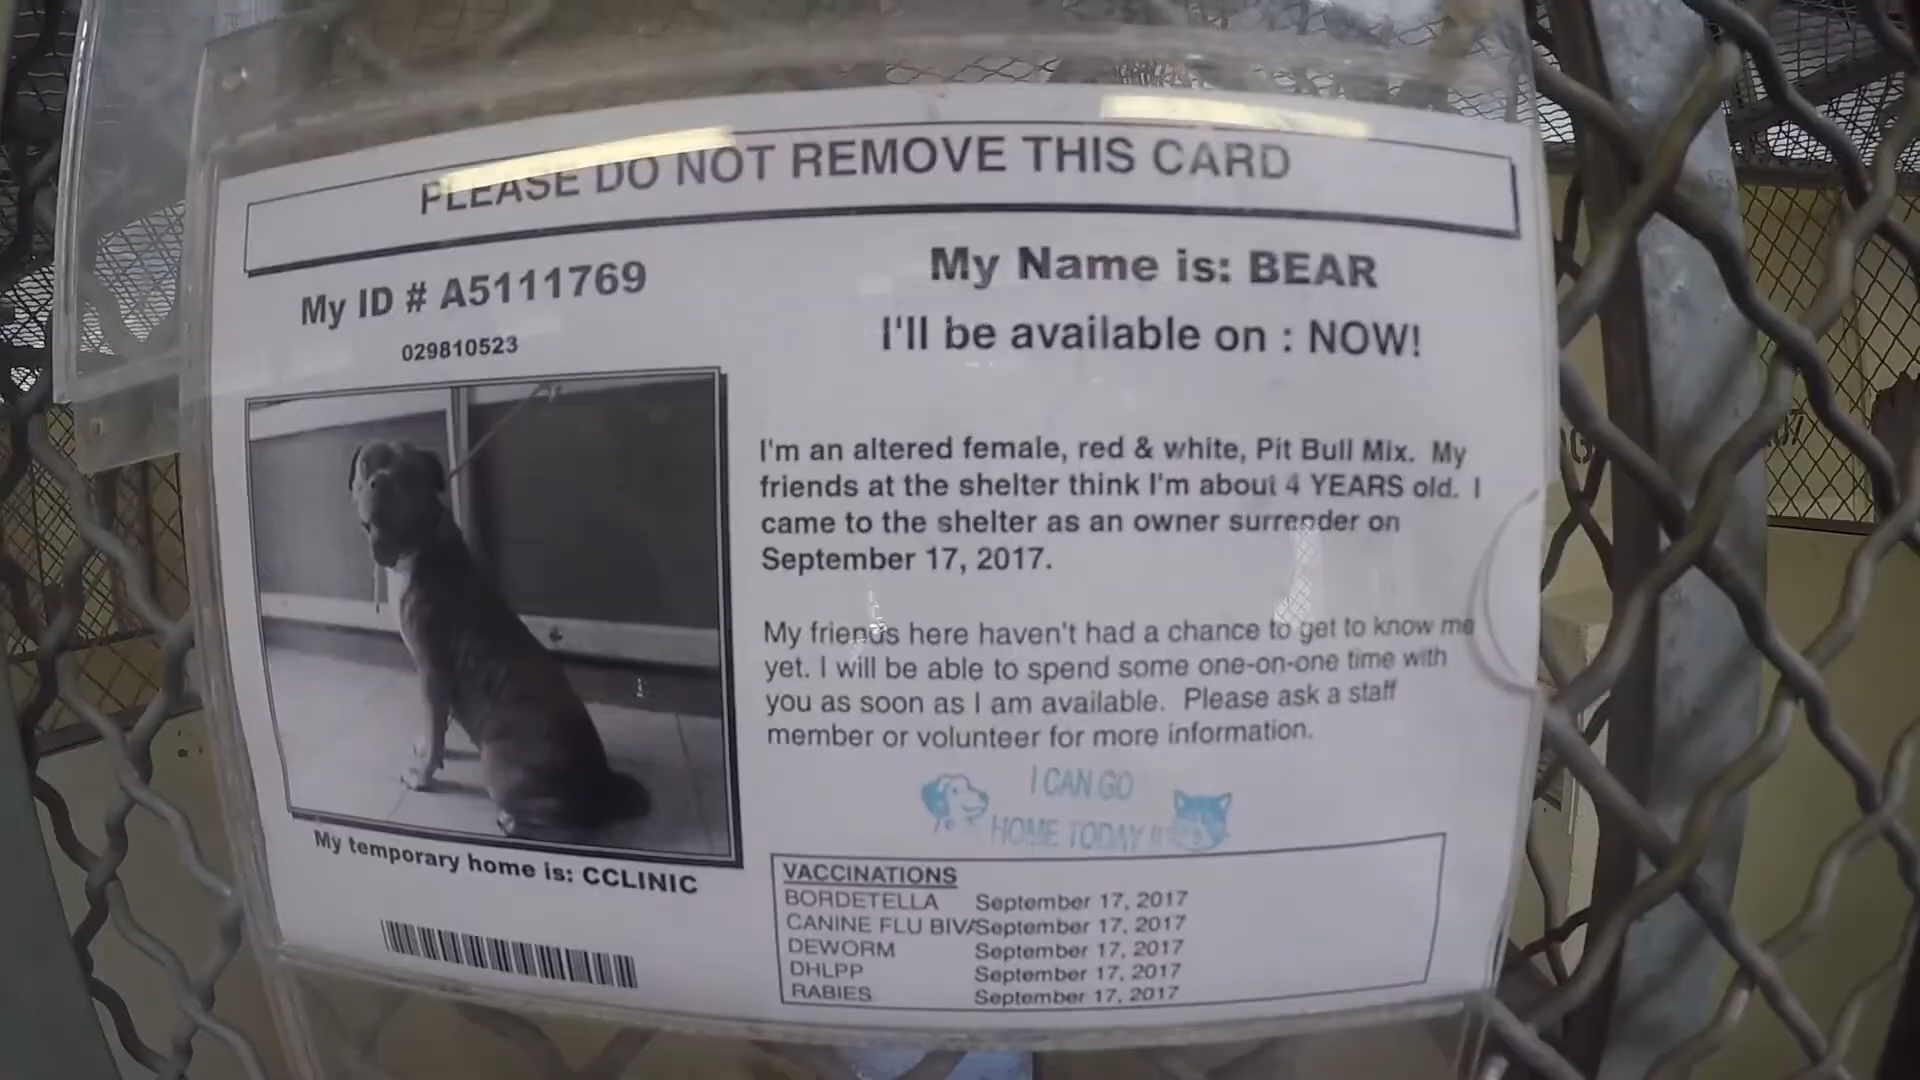 PLEASE DO NOT REMOVE THIS CARD
My ID # A5111769
029810523
My Name is: BEAR
I'll be available on : NOW!
I'm an altered female, red & white, Pit Bull Mix. My
friends at the shelter think I'm about 4 YEARS old. I
came to the shelter as an owner surrender on
September 17, 2017.
My friends here haven't had a chance to get to know me
yet. I will be able to spend some one-on-one time with
you as soon as I am available. Please ask a staff
member or volunteer for more information.
I CAN GO
HOME TODAY !!
My temporary home is: CCLINIC
VACCINATIONS
BORDETELLA September 17, 2017
CANINE FLU BIV/September 17, 2017
DEWORM September 17, 2017
DHLPP September 17, 2017
RABIES September 17, 2017